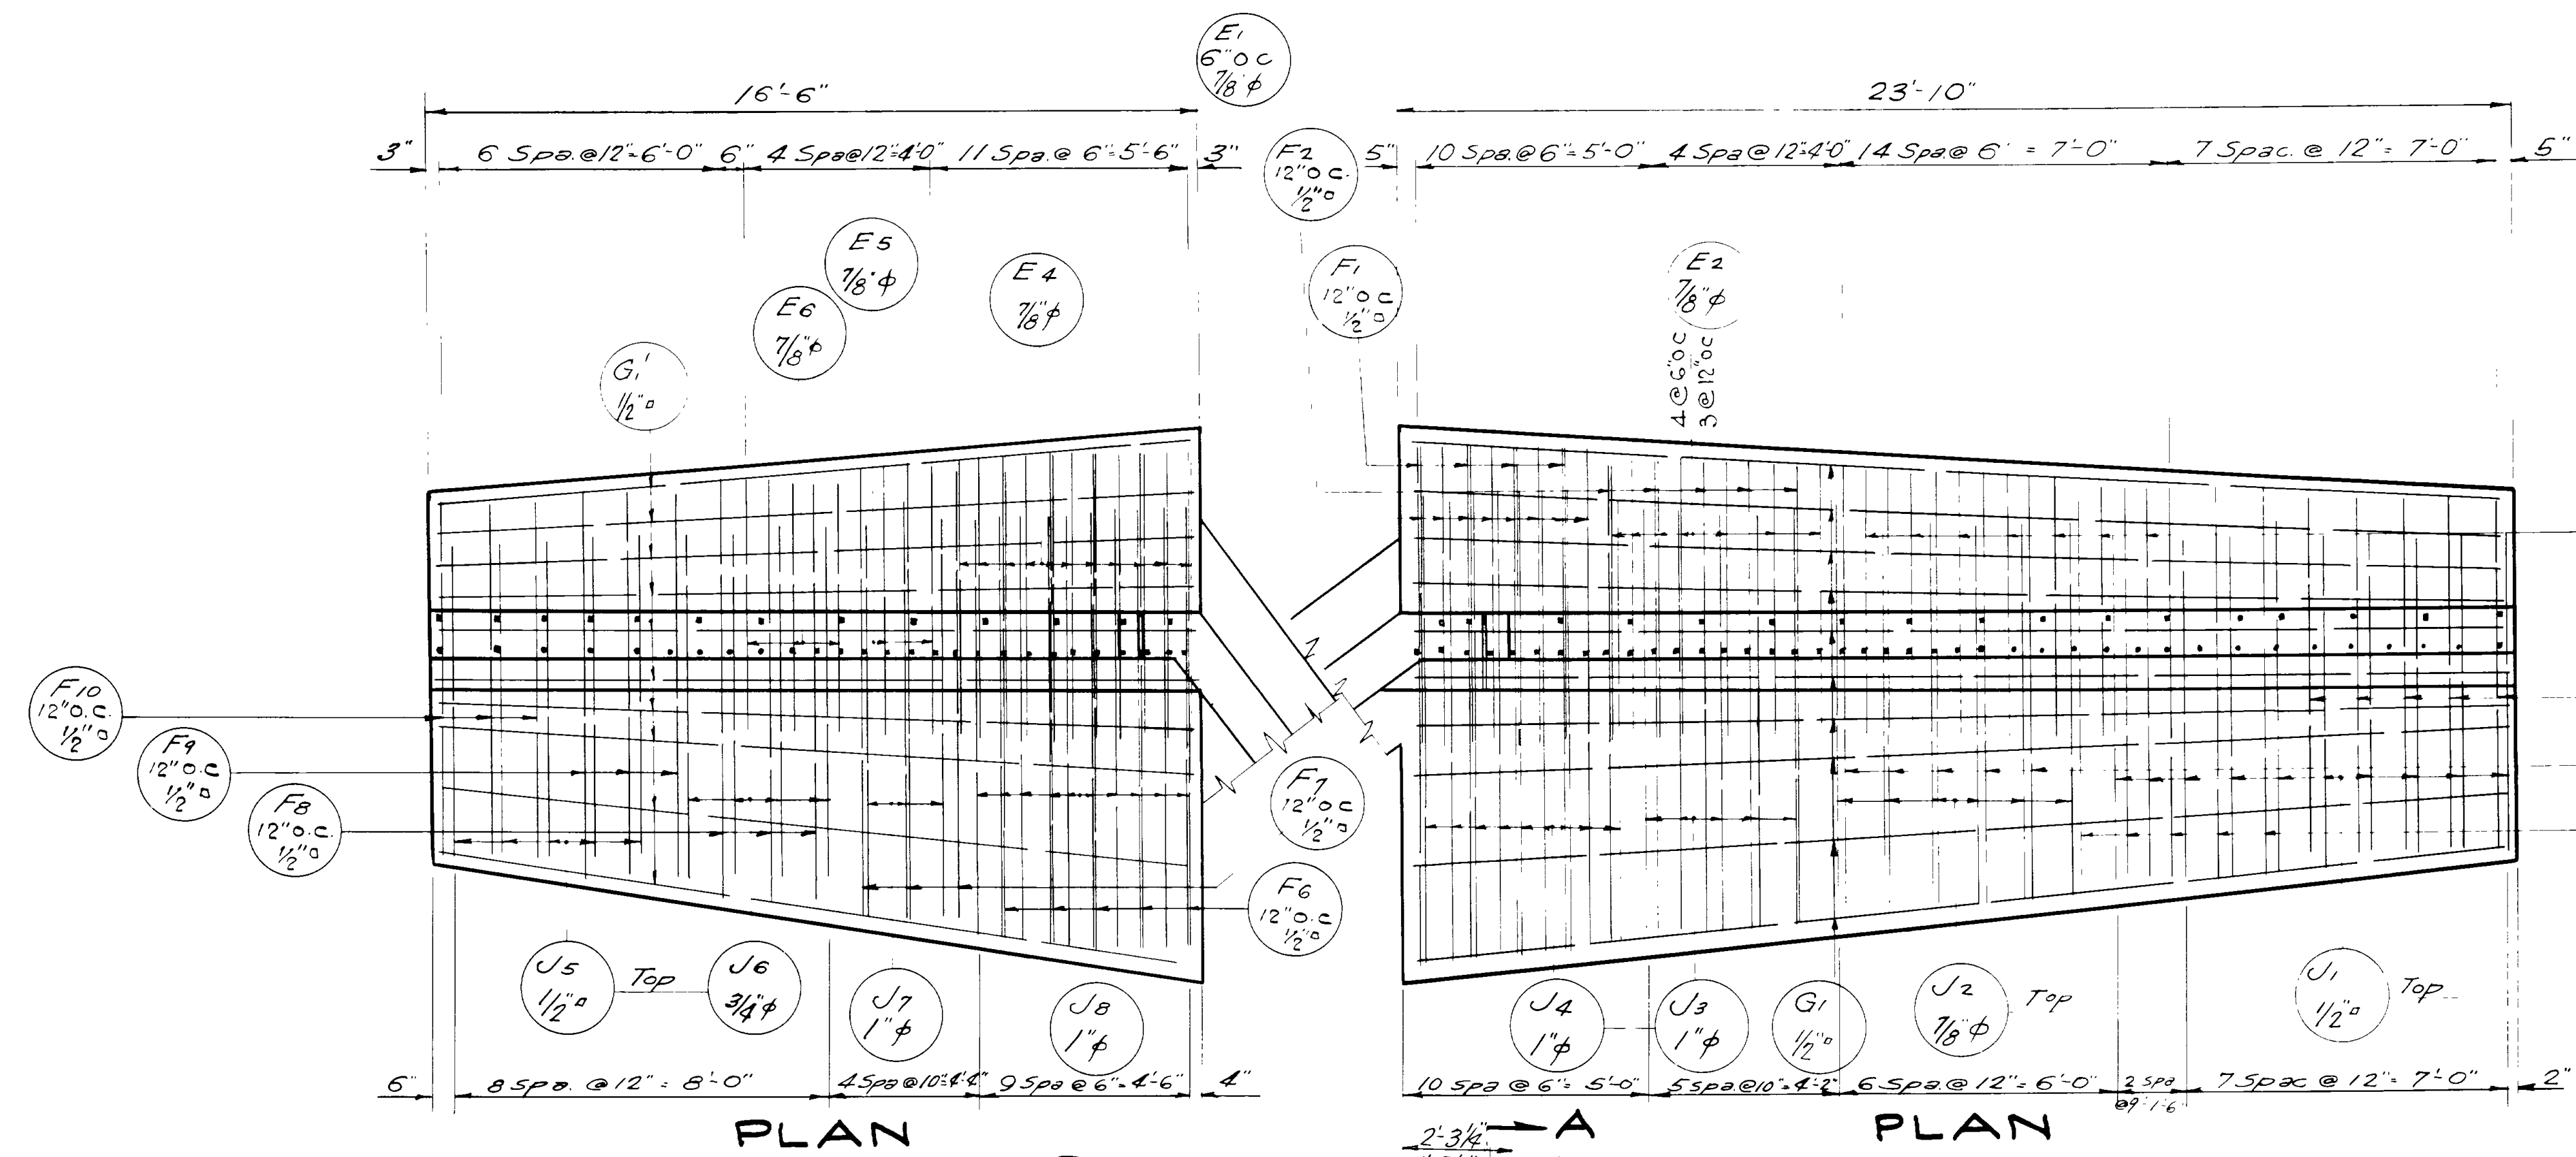 E1
6" O C
7/8" φ
16'-6"
23'-10"
3"
6 Spa. @ 12"=6'-0"
6"
4 Spa @ 12"=4'-0"
11 Spa. @ 6"=5'-6"
3"
F2
12" O C.
1/2" □
5"
10 Spa. @ 6"=5'-0"
4 Spa @ 12"=4'-0"
14 Spa. @ 6' = 7'-0"
7 Spac. @ 12"= 7'-0"
5"
E5
7/8" φ
E4
7/8" φ
E6
7/8" φ
F1
12" O C
1/2" □
E2
7/8" φ
4 @ 6" OC
3 @ 12" OC
G1'
1/2" □
F10
12" O.C.
1/2" □
F9
12" O.C
1/2" □
F8
12" O.C.
1/2" □
F7
12" O C
1/2" □
F6
12" O.C
1/2" □
J5
1/2" □
Top
J6
3/4" φ
J7
1" φ
J8
1" φ
J4
1" φ
J3
1" φ
G1
1/2" □
J2
7/8" φ
Top
J1
1/2" □
Top
6"
8 Spa. @ 12" = 8'-0"
4 Spa @ 10"=4'-4"
9 Spa @ 6"=4'-6"
4"
10 Spa @ 6"= 5'-0"
5 Spa. @ 10"=4'-2"
6 Spa. @ 12"= 6'-0"
2 Spa
@ 9"=1'-6"
7 Spac @ 12"= 7'-0"
2"
PLAN
2'-3 1/4"
A
PLAN